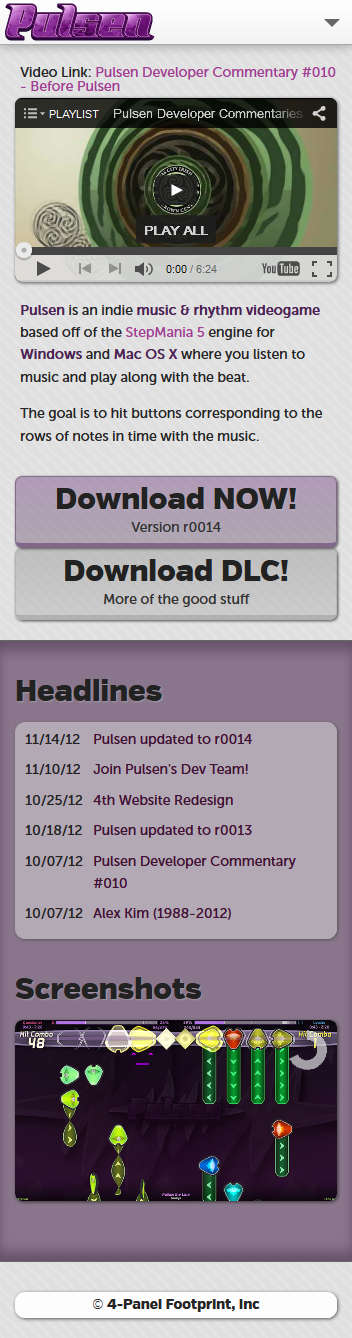 Pulsen
Video Link: Pulsen Developer Commentary #010
- Before Pulsen
PLAYLIST Pulsen Developer Commentaries
PLAY ALL
0:00 / 6:24 YouTube
Pulsen is an indie music & rhythm videogame
based off of the StepMania 5 engine for
Windows and Mac OS X where you listen to
music and play along with the beat.
The goal is to hit buttons corresponding to the
rows of notes in time with the music.
Download NOW!
Version r0014
Download DLC!
More of the good stuff
Headlines
11/14/12 Pulsen updated to r0014
11/10/12 Join Pulsen's Dev Team!
10/25/12 4th Website Redesign
10/18/12 Pulsen updated to r0013
10/07/12 Pulsen Developer Commentary
#010
10/07/12 Alex Kim (1988-2012)
Screenshots
Hit Combo
48
Hit Combo
Pulsen
© 4-Panel Footprint, Inc